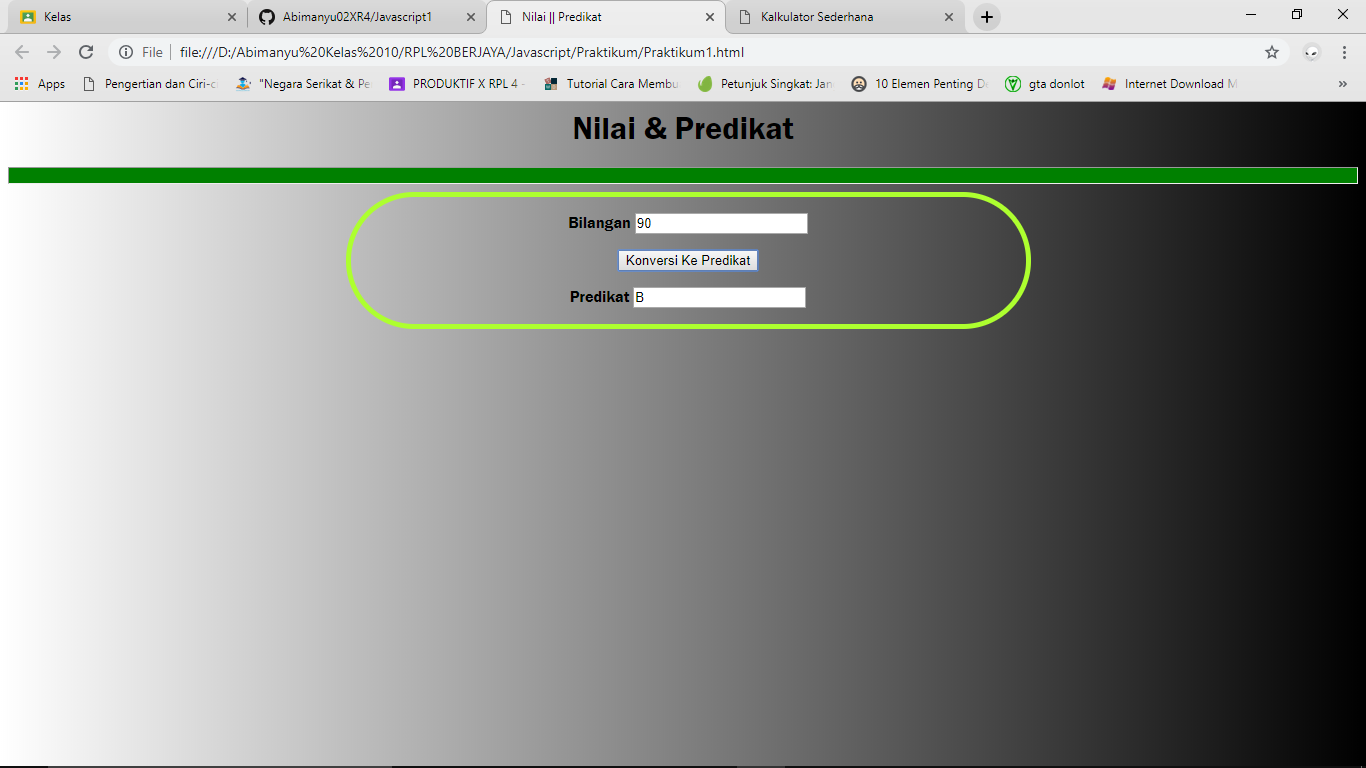 Kelas
Abimanyu02XR4/Javascript1
Nilai || Predikat
Kalkulator Sederhana
File
file:///D:/Abimanyu%20Kelas%2010/RPL%20BERJAYA/Javascript/Praktikum/Praktikum1.html
Apps
Pengertian dan Ciri-c
"Negara Serikat & Pe
PRODUKTIF X RPL 4 -
Tutorial Cara Membu
Petunjuk Singkat: Jan
10 Elemen Penting D
gta donlot
Internet Download M
Nilai & Predikat
Bilangan 90
Konversi Ke Predikat
Predikat B